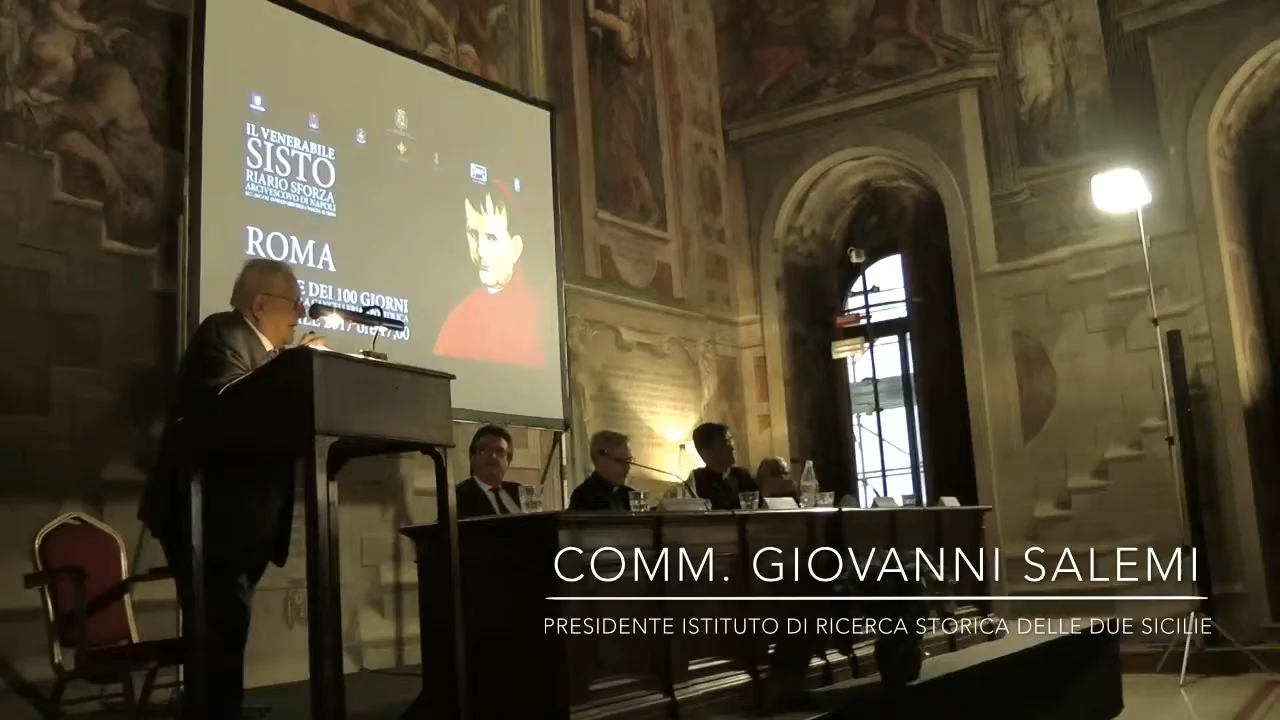 IL VENERABILE
SISTO
RIARIO SFORZA
ARCIVESCOVO DI NAPOLI
ROMA
E DEI 100 GIORNI
2017
COMM. GIOVANNI SALEMI
PRESIDENTE ISTITUTO DI RICERCA STORICA DELLE DUE SICILIE